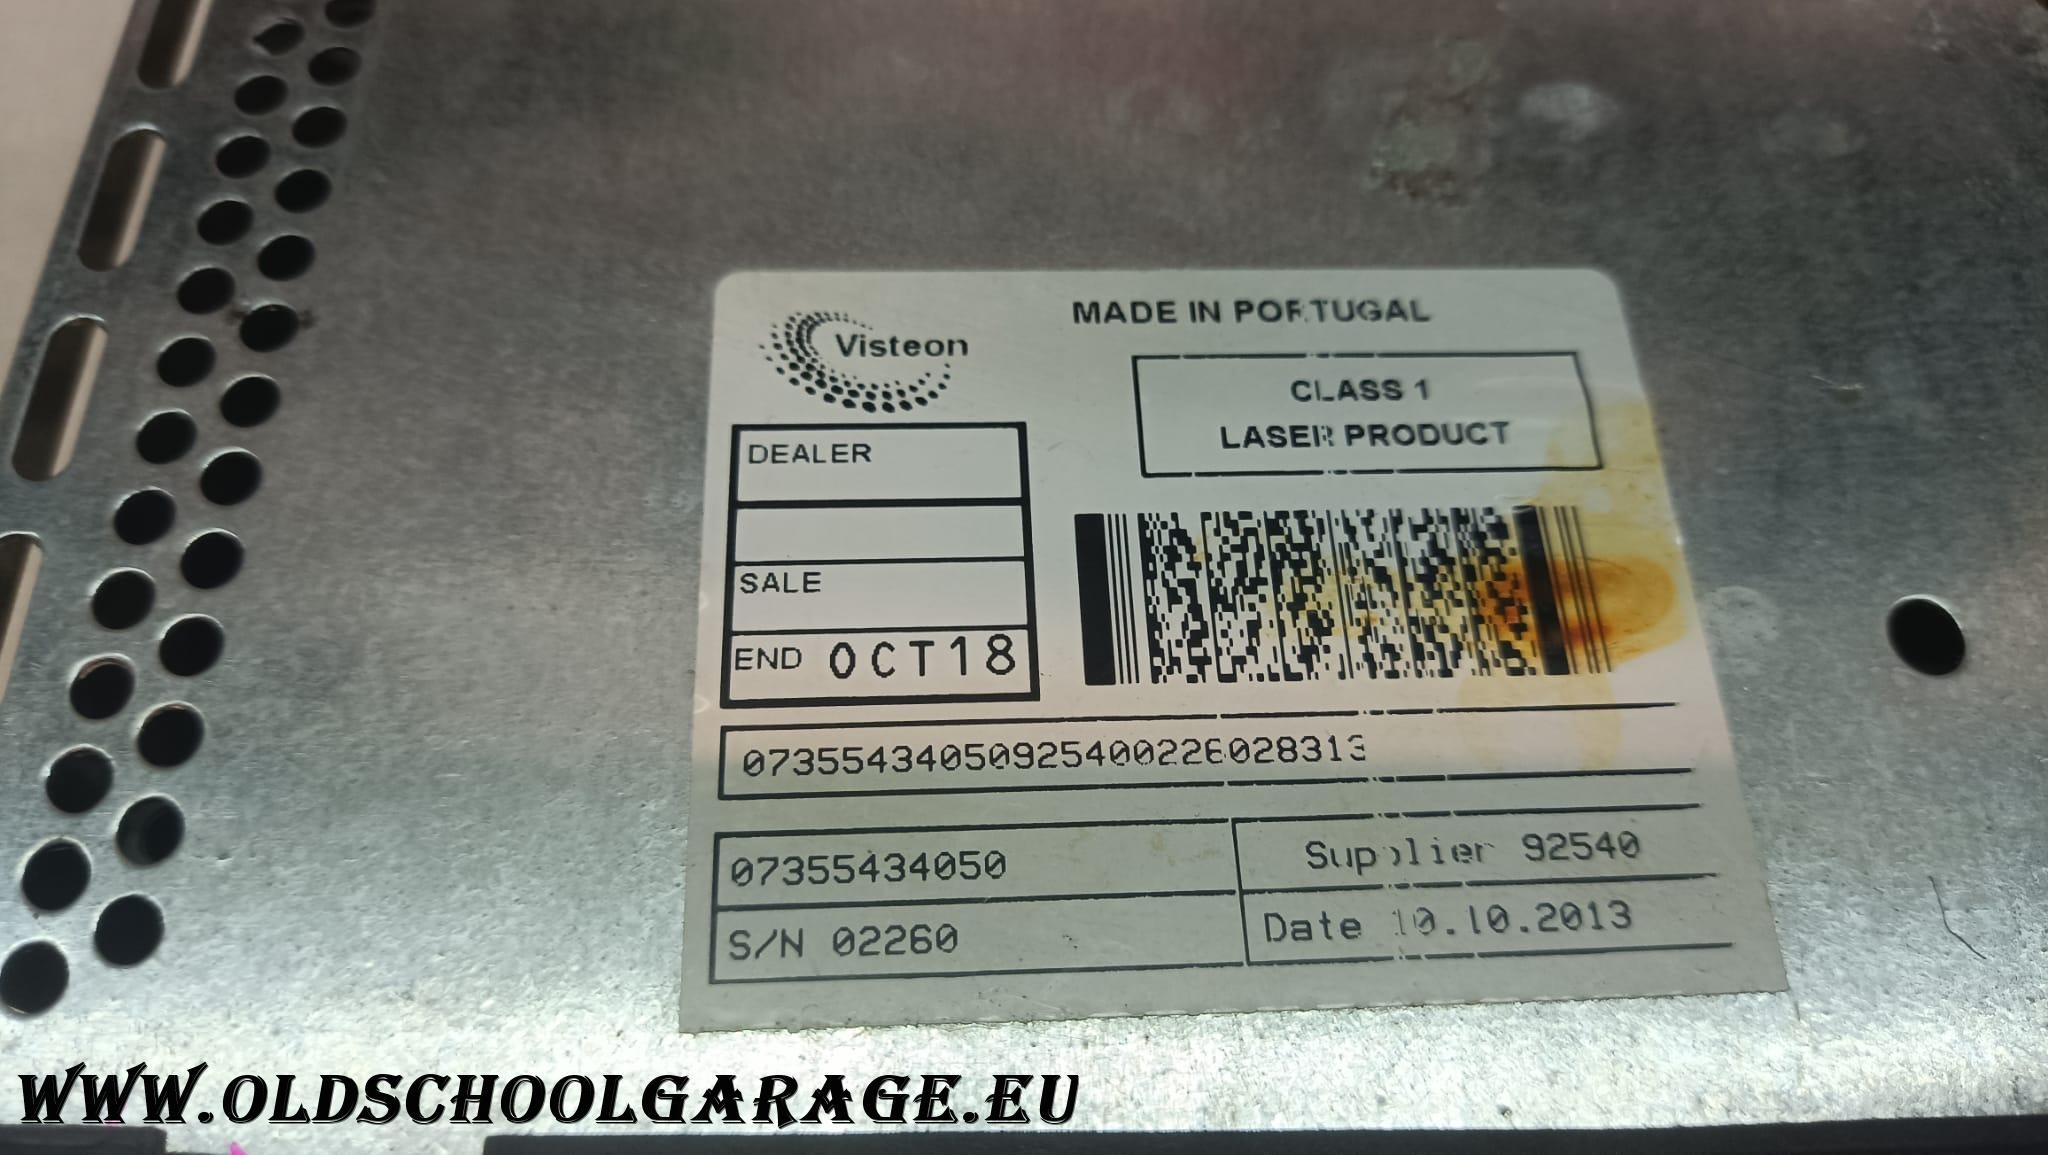 Visteon
MADE IN PORTUGAL
CLASS 1
LASER PRODUCT
DEALER
SALE
END OCT18
07355434050925400226028313
07355434050
Supplier 92540
S/N 02260
Date 10.10.2013
WWW.OLDSCHOOLGARAGE.EU